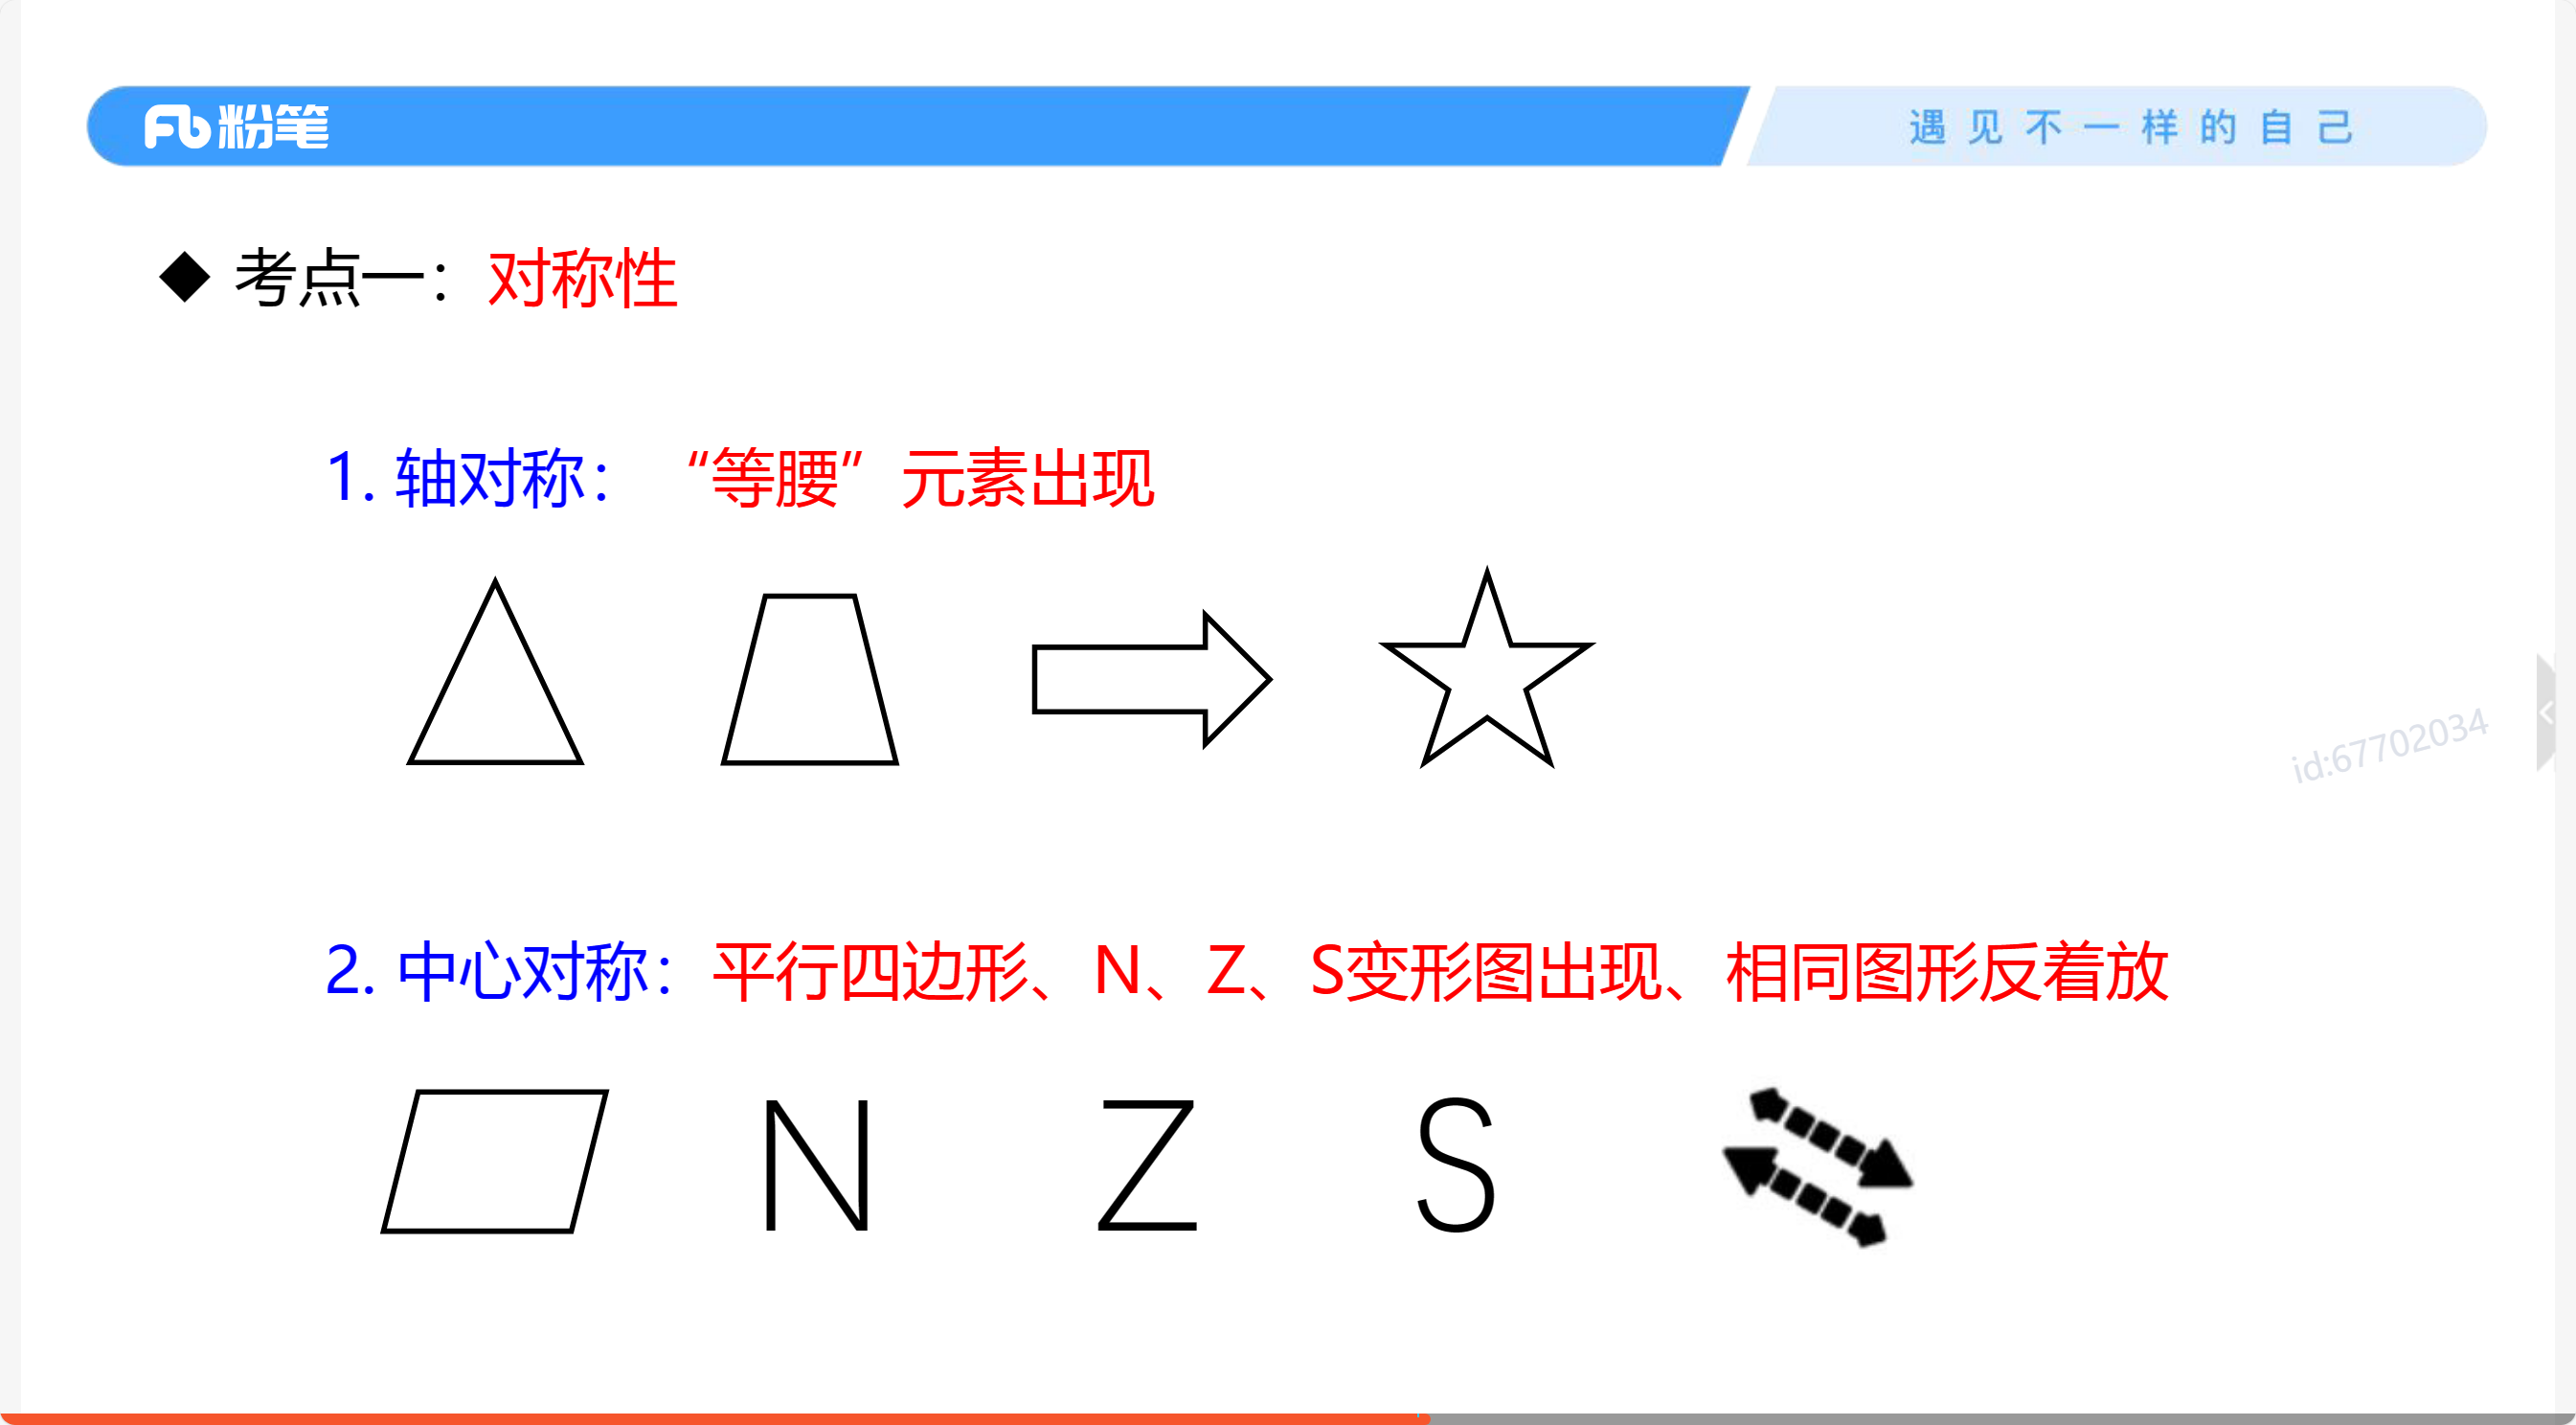 Fb粉笔
遇见不一样的自己
◆ 考点一：对称性
1. 轴对称： “等腰”元素出现
id:67702034
2. 中心对称：平行四边形、N、Z、S变形图出现、相同图形反着放
N Z S